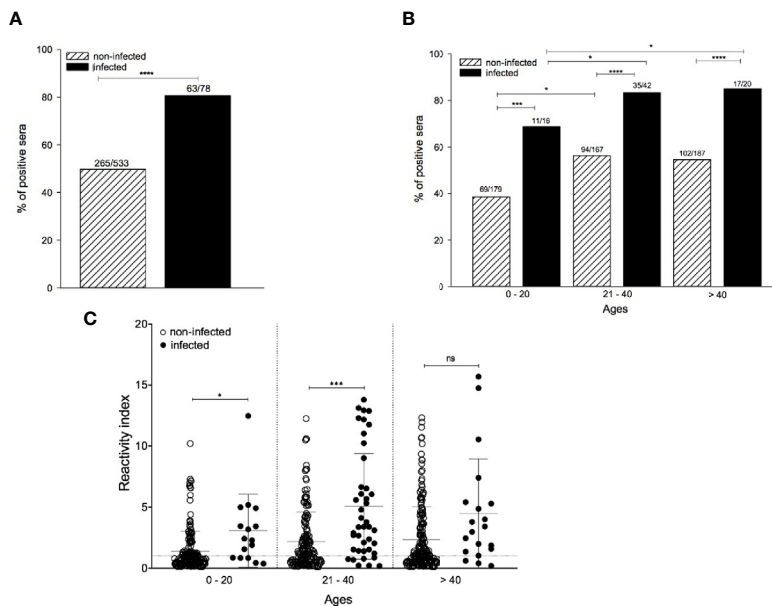 A
100
80
60
40
20
0
% of positive sera
non-infected
infected
****
63/78
265/533
B
100
80
60
40
20
0
% of positive sera
non-infected
infected
*
*
****
****
*
***
17/20
35/42
11/16
94/167
102/187
69/179
0 - 20
21 - 40
> 40
Ages
C
20
15
10
5
0
Reactivity index
non-infected
infected
*
***
ns
0 - 20
21 - 40
> 40
Ages